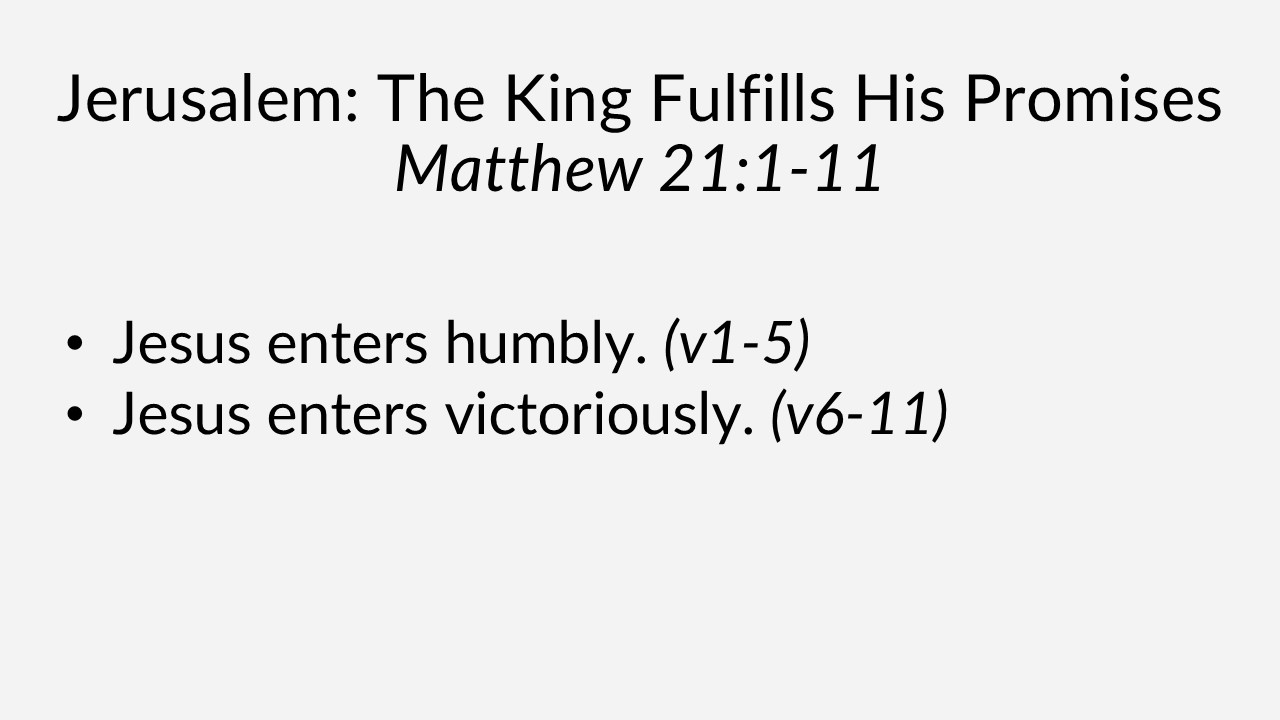 Jerusalem: The King Fulfills His Promises
Matthew 21:1-11
• Jesus enters humbly. (v1-5)
• Jesus enters victoriously. (v6-11)